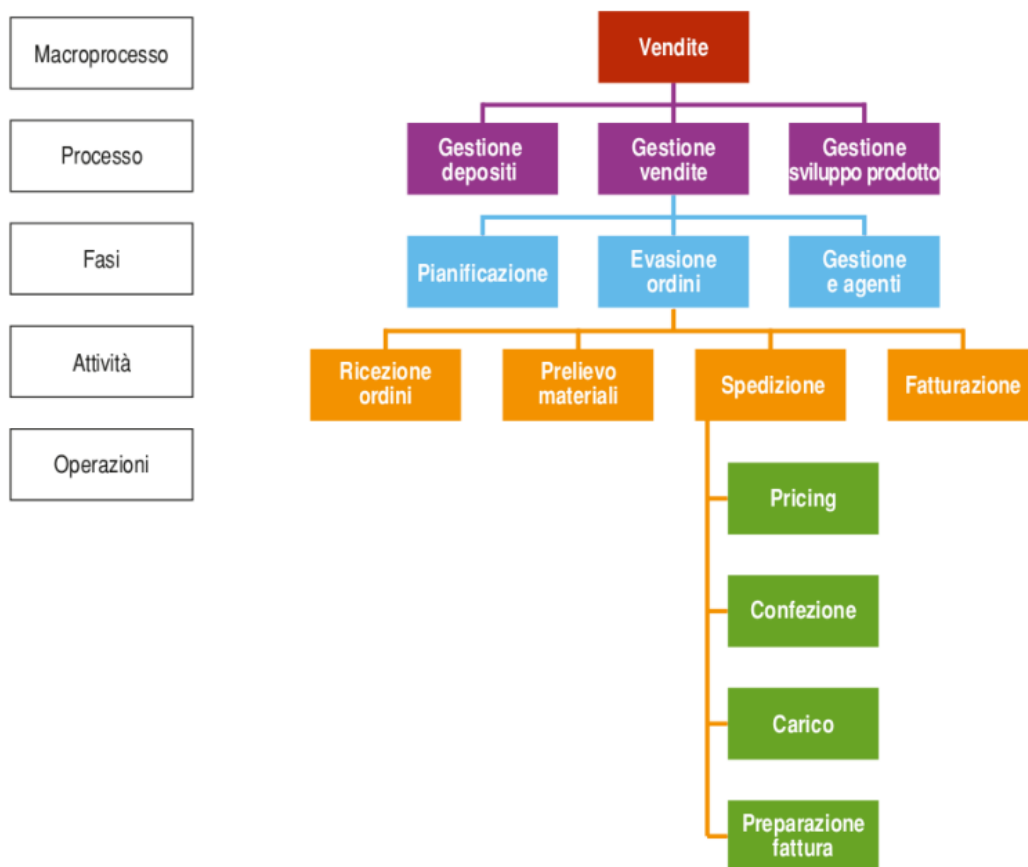 Macroprocesso
Vendite
Processo
Gestione
depositi
Gestione
vendite
Gestione
sviluppo prodotto
Fasi
Pianificazione
Evasione
ordini
Gestione
e agenti
Attività
Ricezione
ordini
Prelievo
materiali
Spedizione
Fatturazione
Operazioni
Pricing
Confezione
Carico
Preparazione
fattura